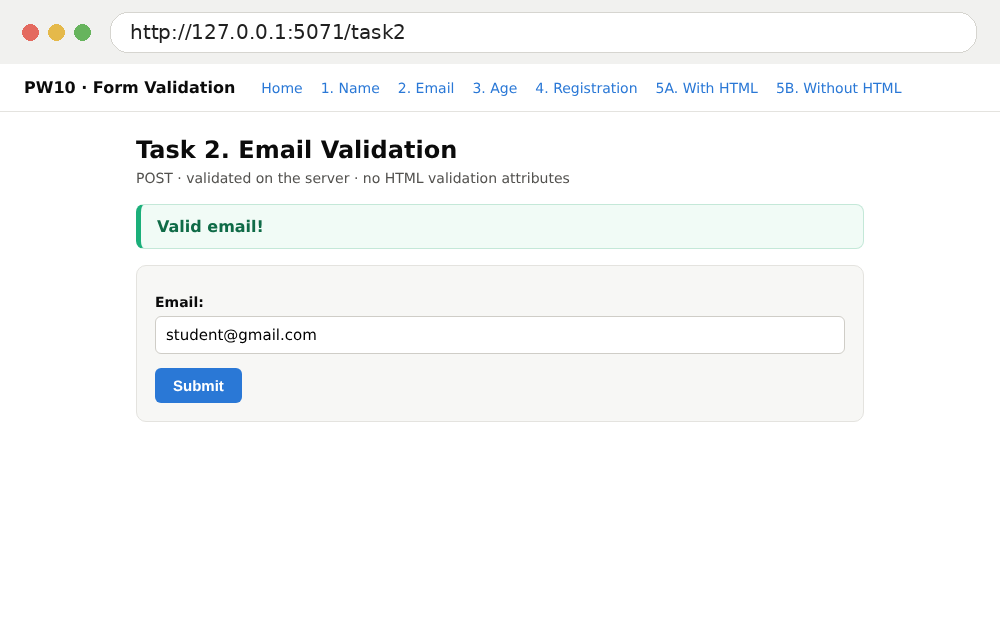 http://127.0.0.1:5071/task2
PW10 · Form Validation Home 1. Name 2. Email 3. Age 4. Registration 5A. With HTML 5B. Without HTML
Task 2. Email Validation
POST · validated on the server · no HTML validation attributes
Valid email!
Email:
student@gmail.com
Submit